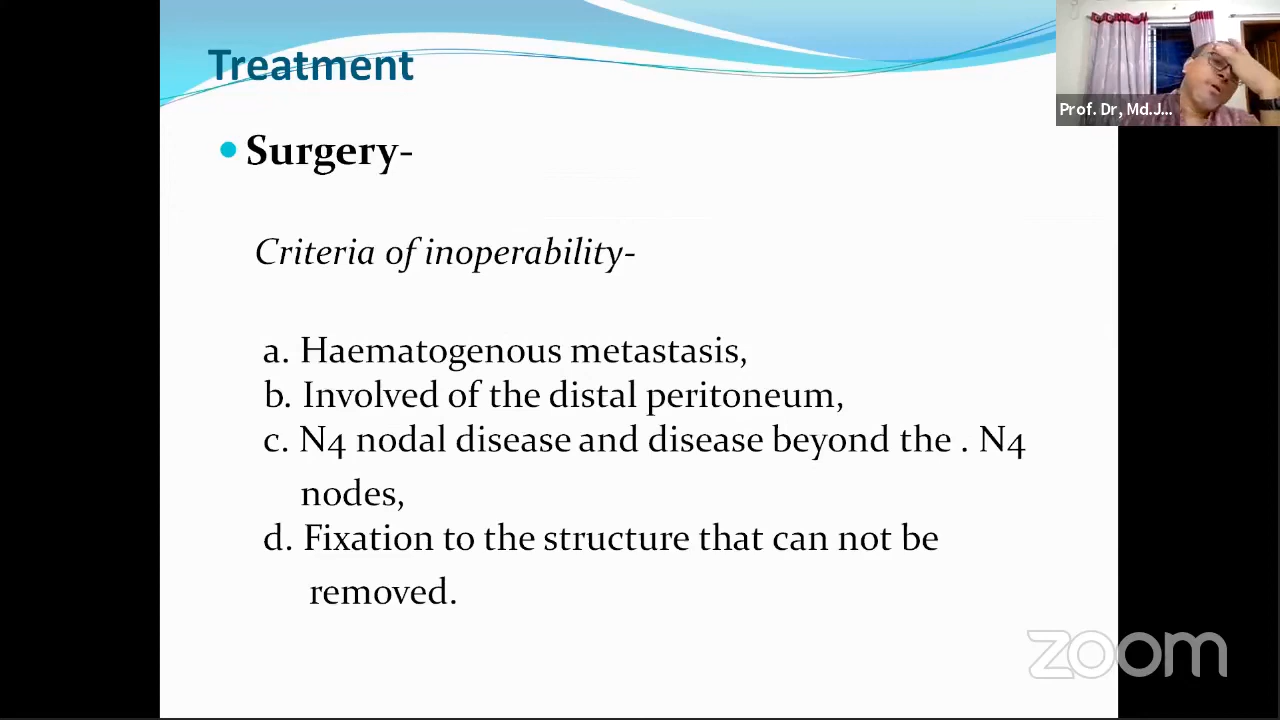 Treatment
Prof. Dr, Md.J...
• Surgery-
Criteria of inoperability-
a. Haematogenous metastasis,
b. Involved of the distal peritoneum,
c. N4 nodal disease and disease beyond the . N4
nodes,
d. Fixation to the structure that can not be
removed.
zoom